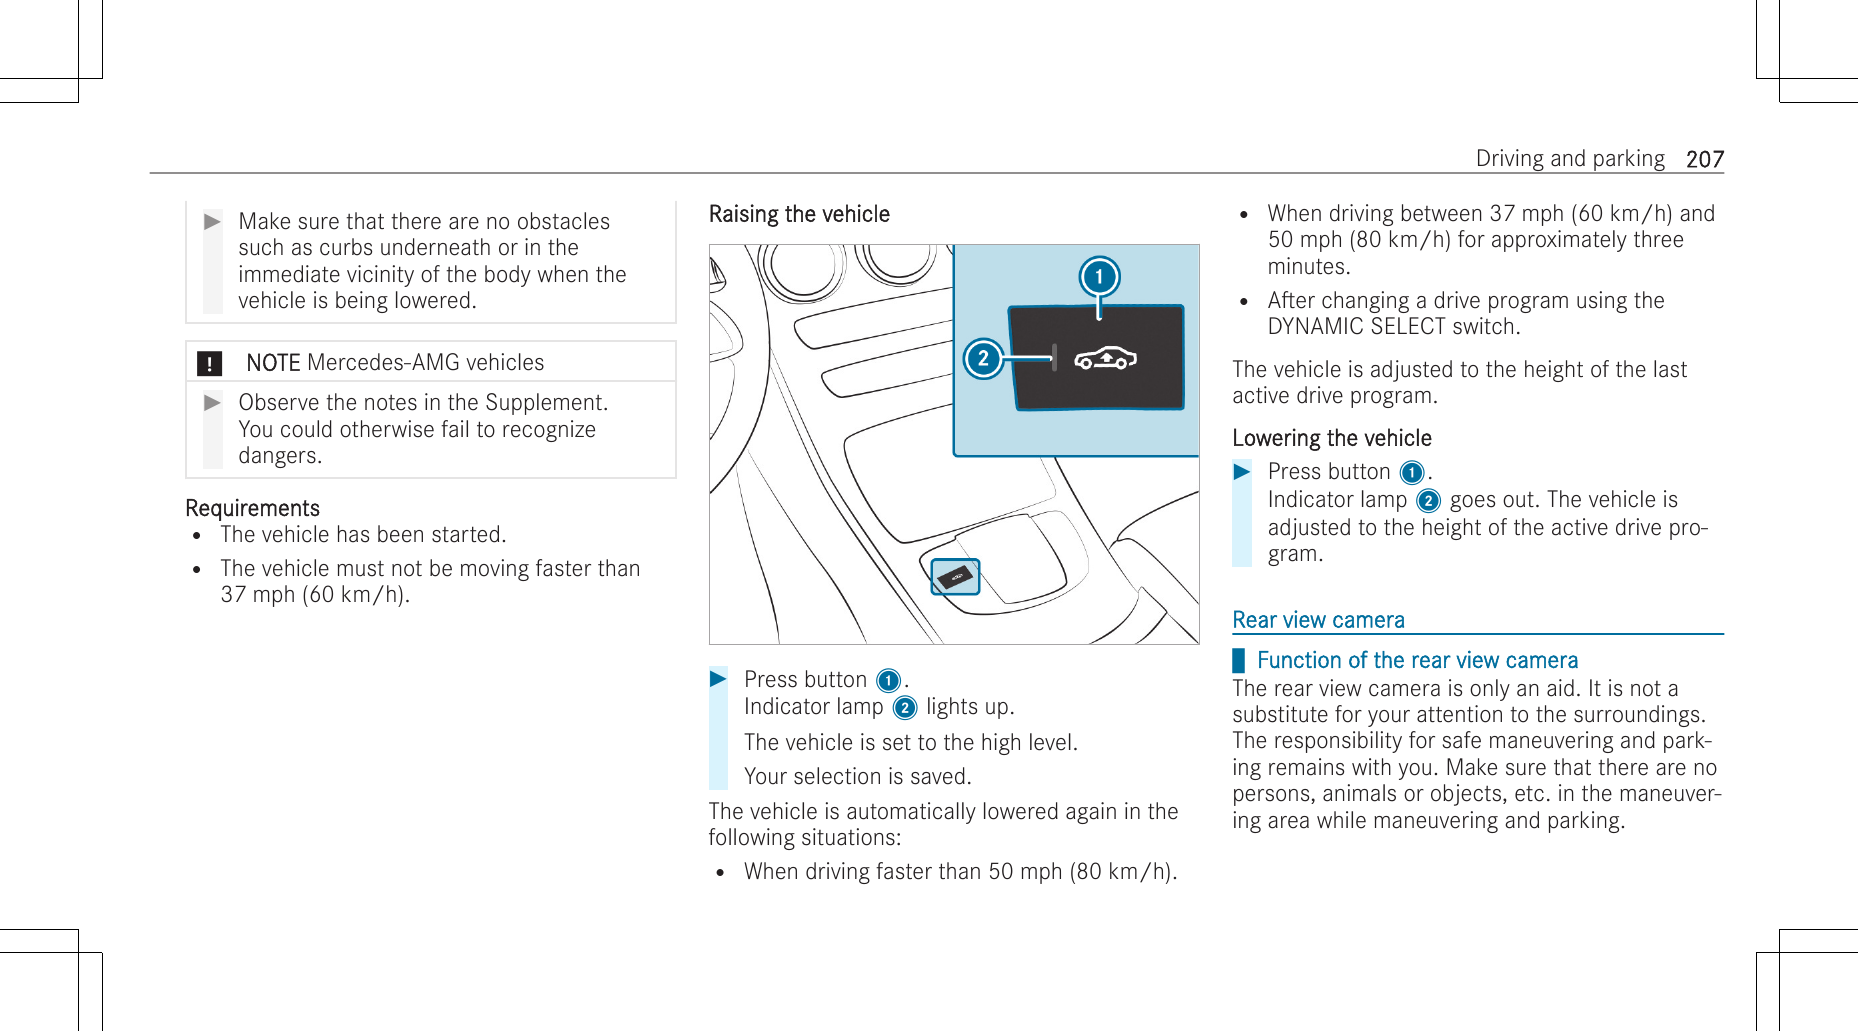 Driving and parking 207
Make sure that there are no obstacles
such as curbs underneath or in the
immediate vicinity of the body when the
vehicle is being lowered.
! NOTE Mercedes-AMG vehicles
Observe the notes in the Supplement.
You could otherwise fail to recognize
dangers.
Requirements
• The vehicle has been started.
• The vehicle must not be moving faster than
37 mph (60 km/h).
Raising the vehicle
1
2
Press button 1.
Indicator lamp 2 lights up.
The vehicle is set to the high level.
Your selection is saved.
The vehicle is automatically lowered again in the
following situations:
• When driving faster than 50 mph (80 km/h).
• When driving between 37 mph (60 km/h) and
50 mph (80 km/h) for approximately three
minutes.
• After changing a drive program using the
DYNAMIC SELECT switch.
The vehicle is adjusted to the height of the last
active drive program.
Lowering the vehicle
Press button 1.
Indicator lamp 2 goes out. The vehicle is
adjusted to the height of the active drive pro-
gram.
Rear view camera
Function of the rear view camera
The rear view camera is only an aid. It is not a
substitute for your attention to the surroundings.
The responsibility for safe maneuvering and park-
ing remains with you. Make sure that there are no
persons, animals or objects, etc. in the maneuver-
ing area while maneuvering and parking.